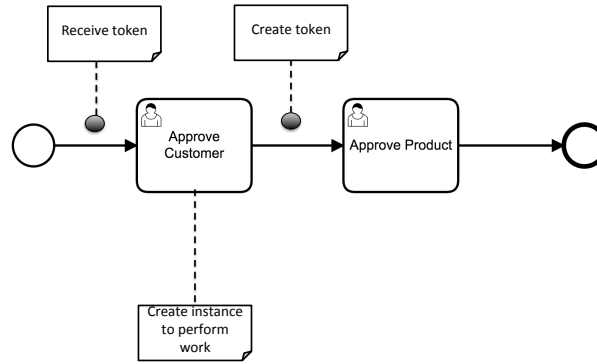 Receive token
Create token
Approve
Customer
Approve Product
Create instance
to perform
work